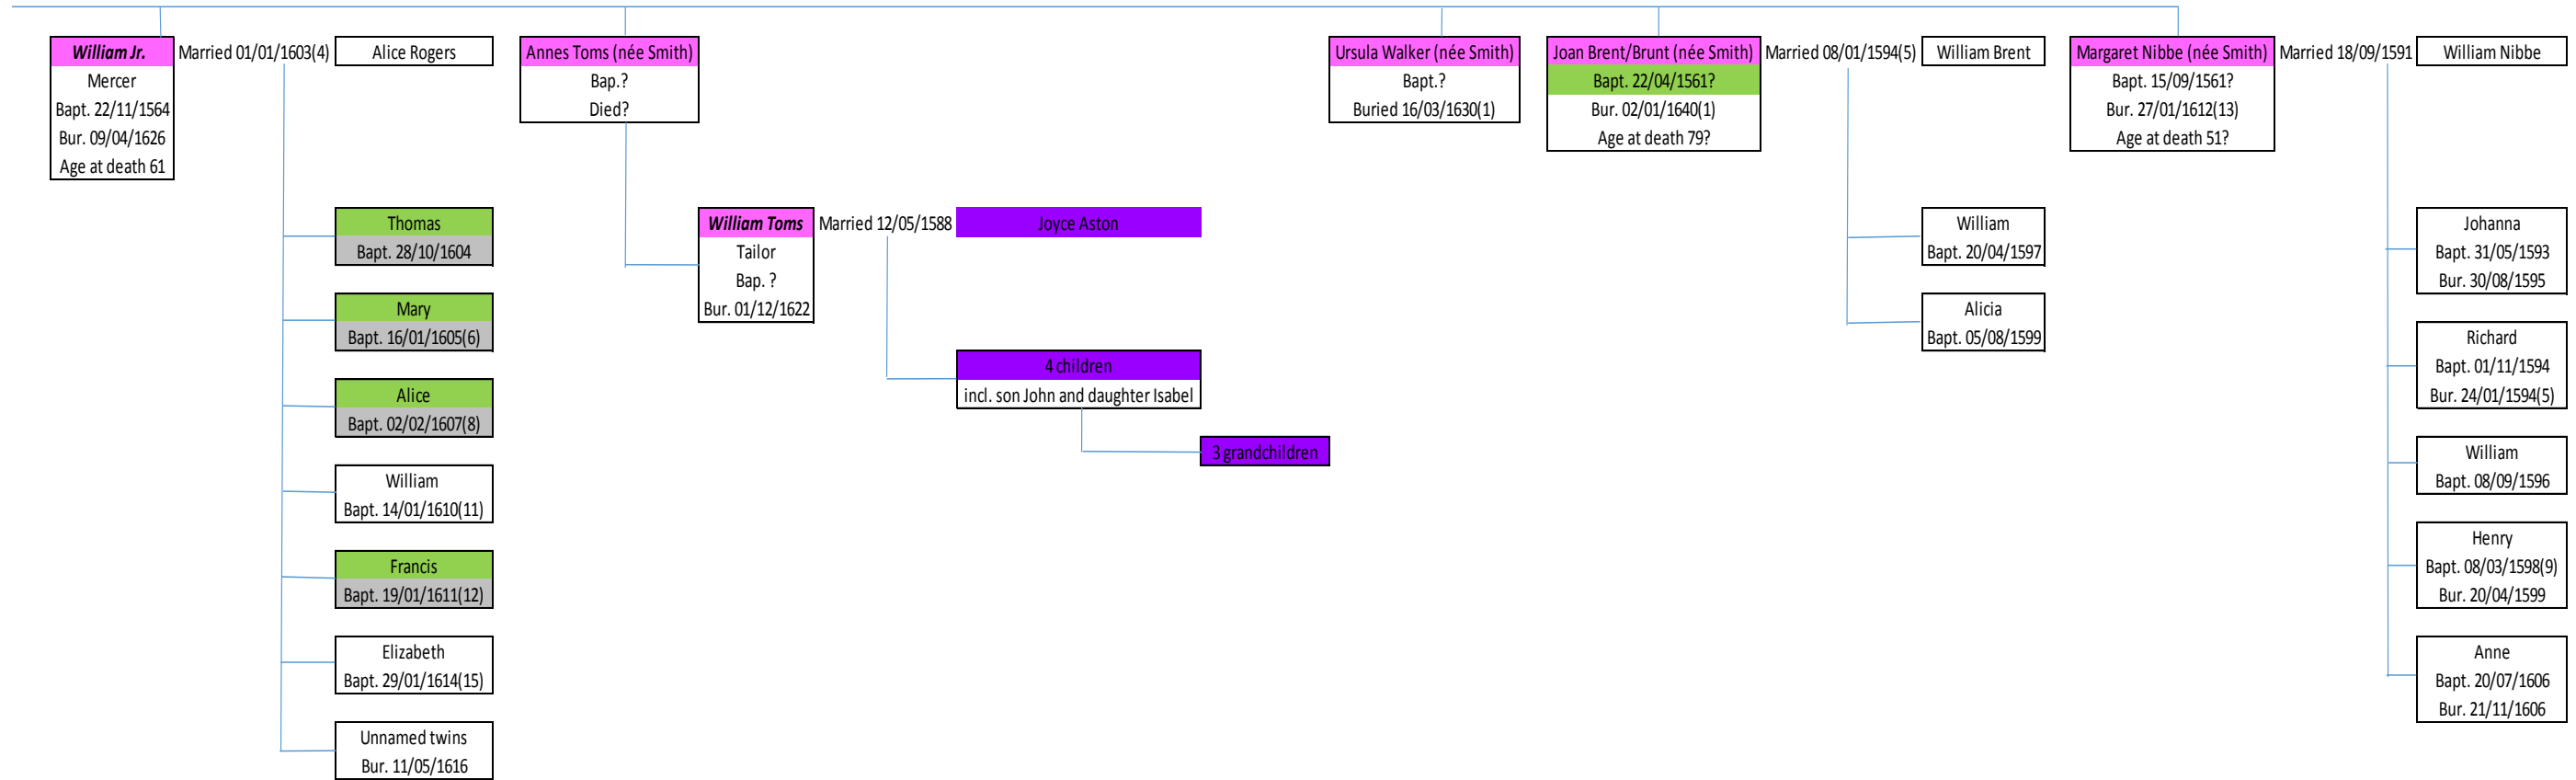 William Jr.
Mercer
Bapt. 22/11/1564
Bur. 09/04/1626
Age at death 61
Married 01/01/1603(4)
Alice Rogers
Thomas
Bapt. 28/10/1604
Mary
Bapt. 16/01/1605(6)
Alice
Bapt. 02/02/1607(8)
William
Bapt. 14/01/1610(11)
Francis
Bapt. 19/01/1611(12)
Elizabeth
Bapt. 29/01/1614(15)
Unnamed twins
Bur. 11/05/1616
Annes Toms (née Smith)
Bap.?
Died?
William Toms
Tailor
Bap. ?
Bur. 01/12/1622
Married 12/05/1588
Joyce Aston
4 children
incl. son John and daughter Isabel
3 grandchildren
Ursula Walker (née Smith)
Bapt.?
Buried 16/03/1630(1)
Joan Brent/Brunt (née Smith)
Bapt. 22/04/1561?
Bur. 02/01/1640(1)
Age at death 79?
Married 08/01/1594(5)
William Brent
William
Bapt. 20/04/1597
Alicia
Bapt. 05/08/1599
Margaret Nibbe (née Smith)
Bapt. 15/09/1561?
Bur. 27/01/1612(13)
Age at death 51?
Married 18/09/1591
William Nibbe
Johanna
Bapt. 31/05/1593
Bur. 30/08/1595
Richard
Bapt. 01/11/1594
Bur. 24/01/1594(5)
William
Bapt. 08/09/1596
Henry
Bapt. 08/03/1598(9)
Bur. 20/04/1599
Anne
Bapt. 20/07/1606
Bur. 21/11/1606